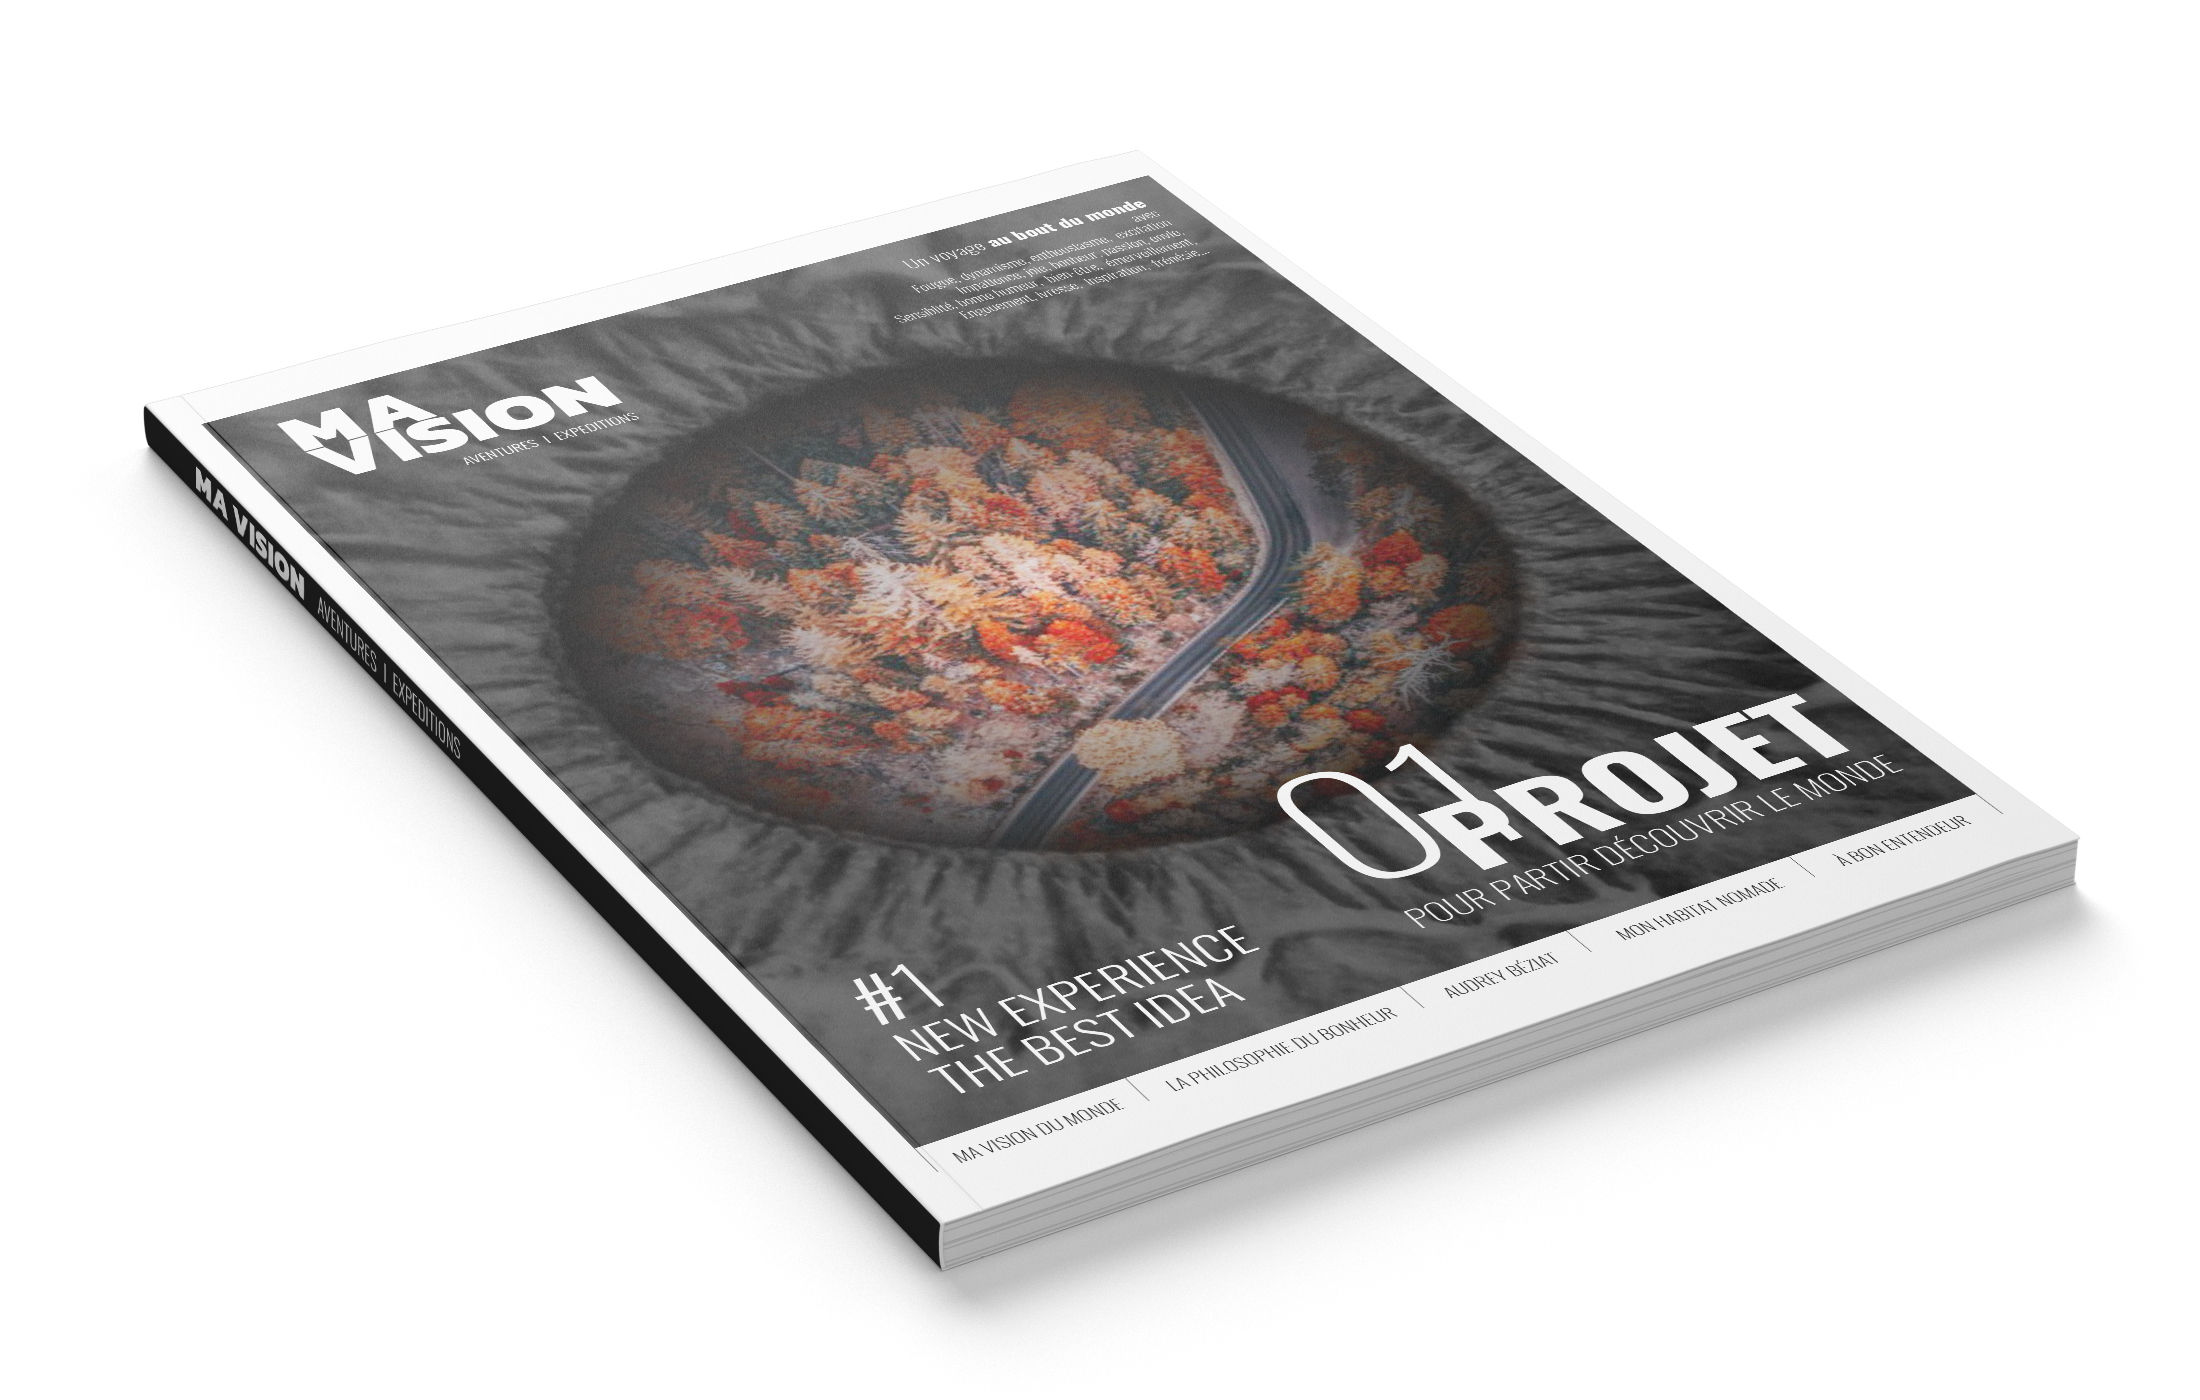 MA
VISION
AVENTURES | EXPEDITIONS
Un voyage au bout du monde
avec
Fougue, dynamisme, enthousiasme, excitation
Impatience, joie, bonheur, passion, envie,
Sensiblité, bonne humeur, bien-être, émerveillement,
Engouement, Ivresse, Inspiration, frénésie...
01
PROJET
POUR PARTIR DÉCOUVRIR LE MONDE
#1
NEW EXPERIENCE
THE BEST IDEA
MA VISION DU MONDE
LA PHILOSOPHIE DU BONHEUR
AUDREY BÉZIAT
MON HABITAT NOMADE
À BON ENTENDEUR
MA VISION AVENTURES | EXPEDITIONS